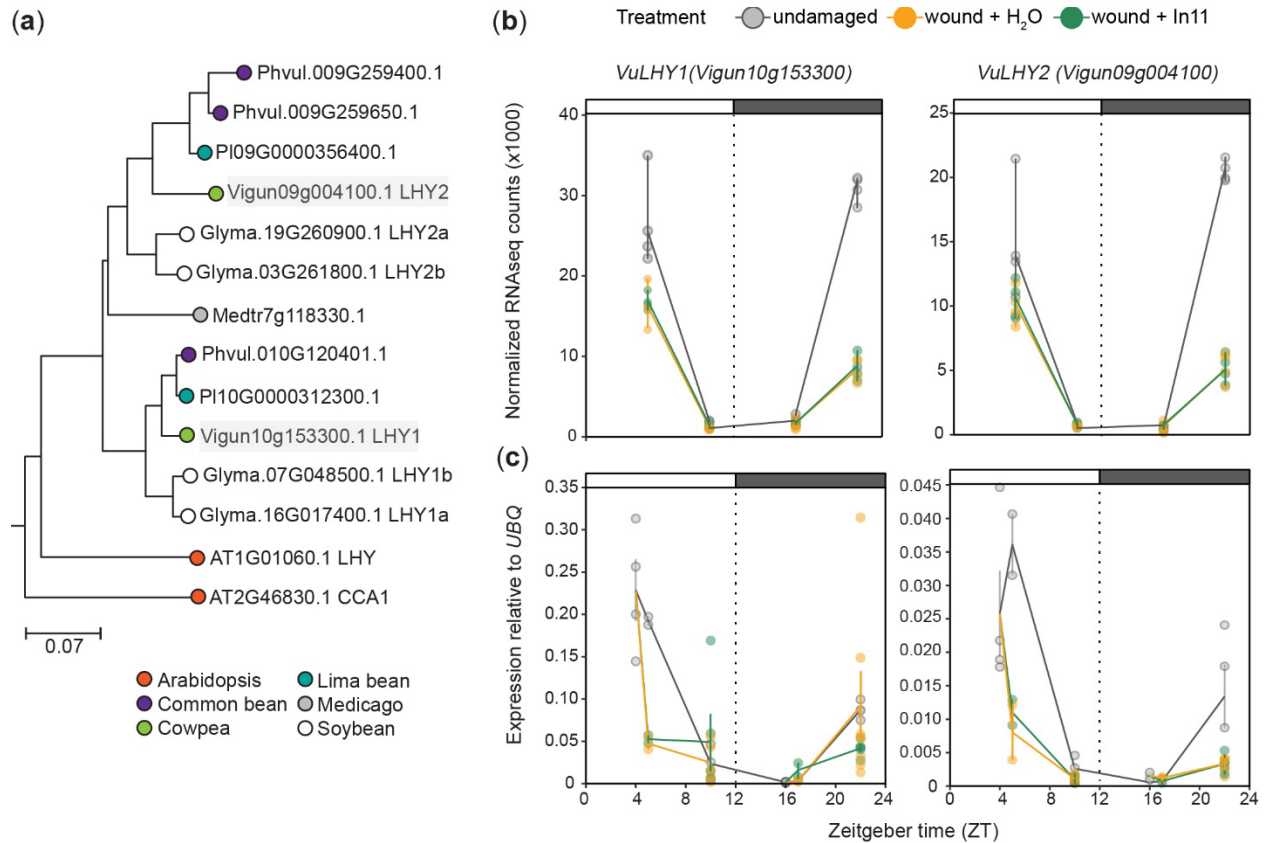 (a)
Phvul.009G259400.1
Phvul.009G259650.1
Pl09G0000356400.1
Vigun09g004100.1 LHY2
Glyma.19G260900.1 LHY2a
Glyma.03G261800.1 LHY2b
Medtr7g118330.1
Phvul.010G120401.1
Pl10G0000312300.1
Vigun10g153300.1 LHY1
Glyma.07G048500.1 LHY1b
Glyma.16G017400.1 LHY1a
AT1G01060.1 LHY
AT2G46830.1 CCA1
0.07
Arabidopsis
Common bean
Cowpea
Lima bean
Medicago
Soybean
(b)
Treatment undamaged wound + H₂O wound + In11
VuLHY1(Vigun10g153300)
VuLHY2 (Vigun09g004100)
Normalized RNAseq counts (x1000)
40
30
20
10
0
25
20
15
10
5
0
(c)
Expression relative to UBQ
0.35
0.30
0.25
0.20
0.15
0.10
0.05
0
0.045
0.040
0.035
0.030
0.025
0.020
0.015
0.010
0.005
0
0 4 8 12 16 20 24
0 4 8 12 16 20 24
Zeitgeber time (ZT)